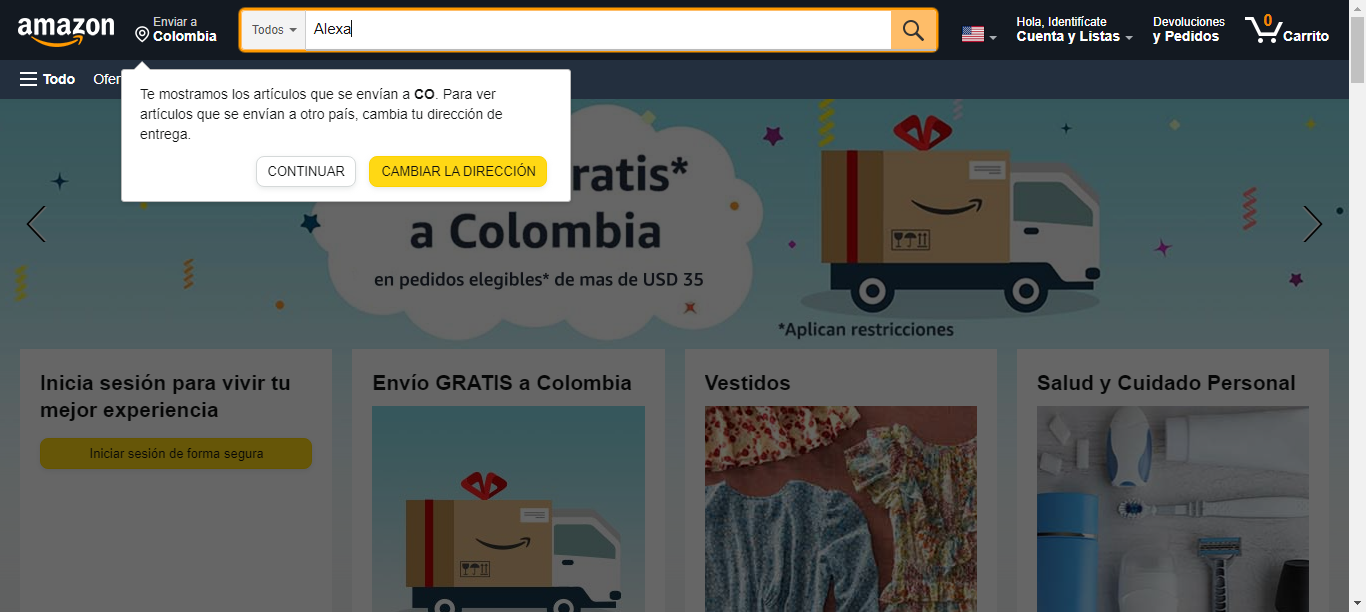 amazon
Enviar a
Colombia
Todos
Alexa
Hola, Identifícate
Cuenta y Listas
Devoluciones
y Pedidos
0
Carrito
Todo
Te mostramos los artículos que se envían a CO. Para ver
artículos que se envían a otro país, cambia tu dirección de
entrega.
CONTINUAR
CAMBIAR LA DIRECCIÓN
ratis*
a Colombia
en pedidos elegibles* de mas de USD 35
*Aplican restricciones
Inicia sesión para vivir tu
mejor experiencia
Iniciar sesión de forma segura
Envío GRATIS a Colombia
Vestidos
Salud y Cuidado Personal